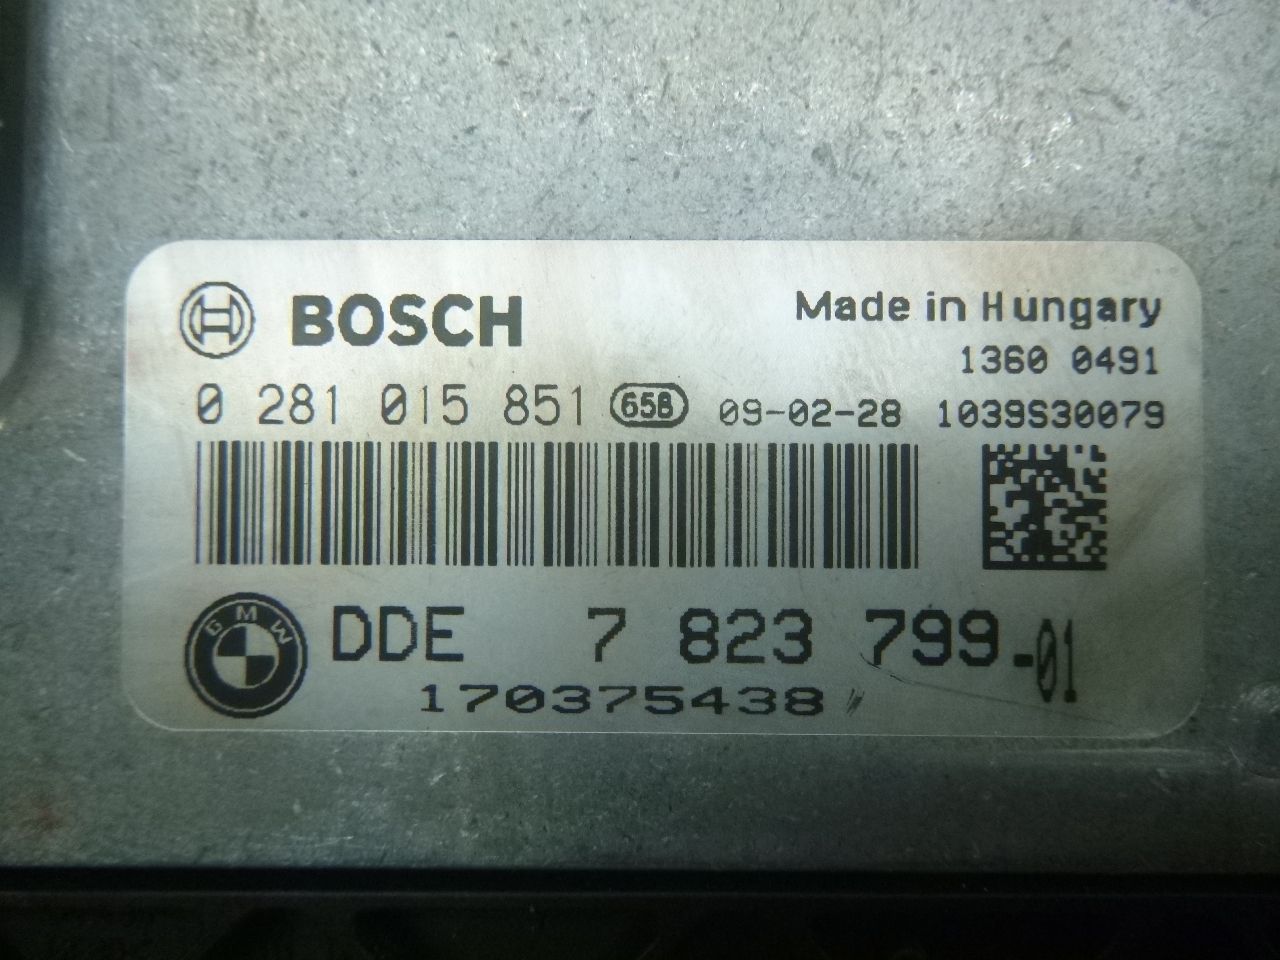 BOSCH
Made in Hungary
1360 0491
0 281 015 851 658 09-02-28 1039S30079
GMW
DDE 7 823 799-01
170375438